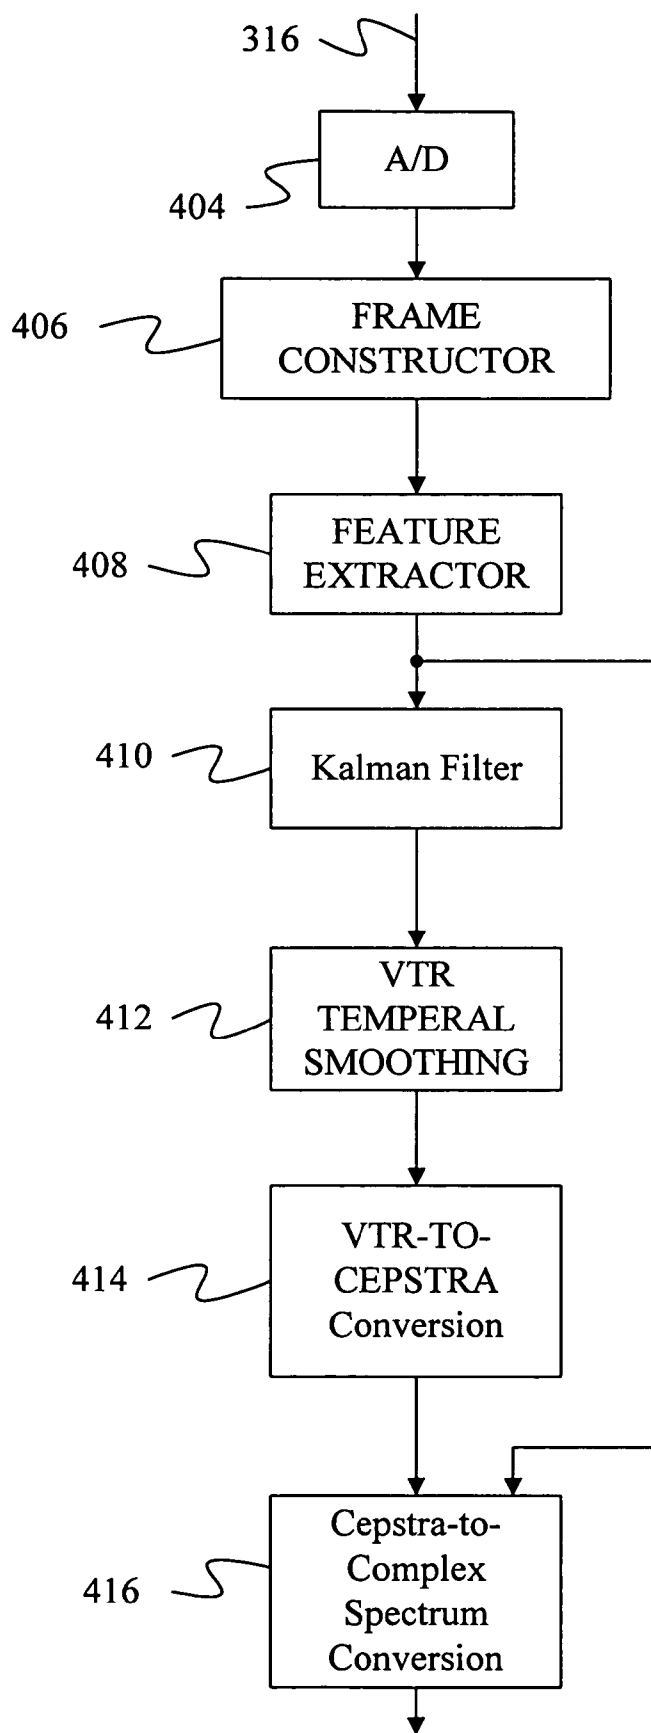 316
A/D
404
FRAME
CONSTRUCTOR
406
FEATURE
EXTRACTOR
408
Kalman Filter
410
VTR
TEMPERAL
SMOOTHING
412
VTR-TO-
CEPSTRA
Conversion
414
Cepstra-to-
Complex
Spectrum
Conversion
416